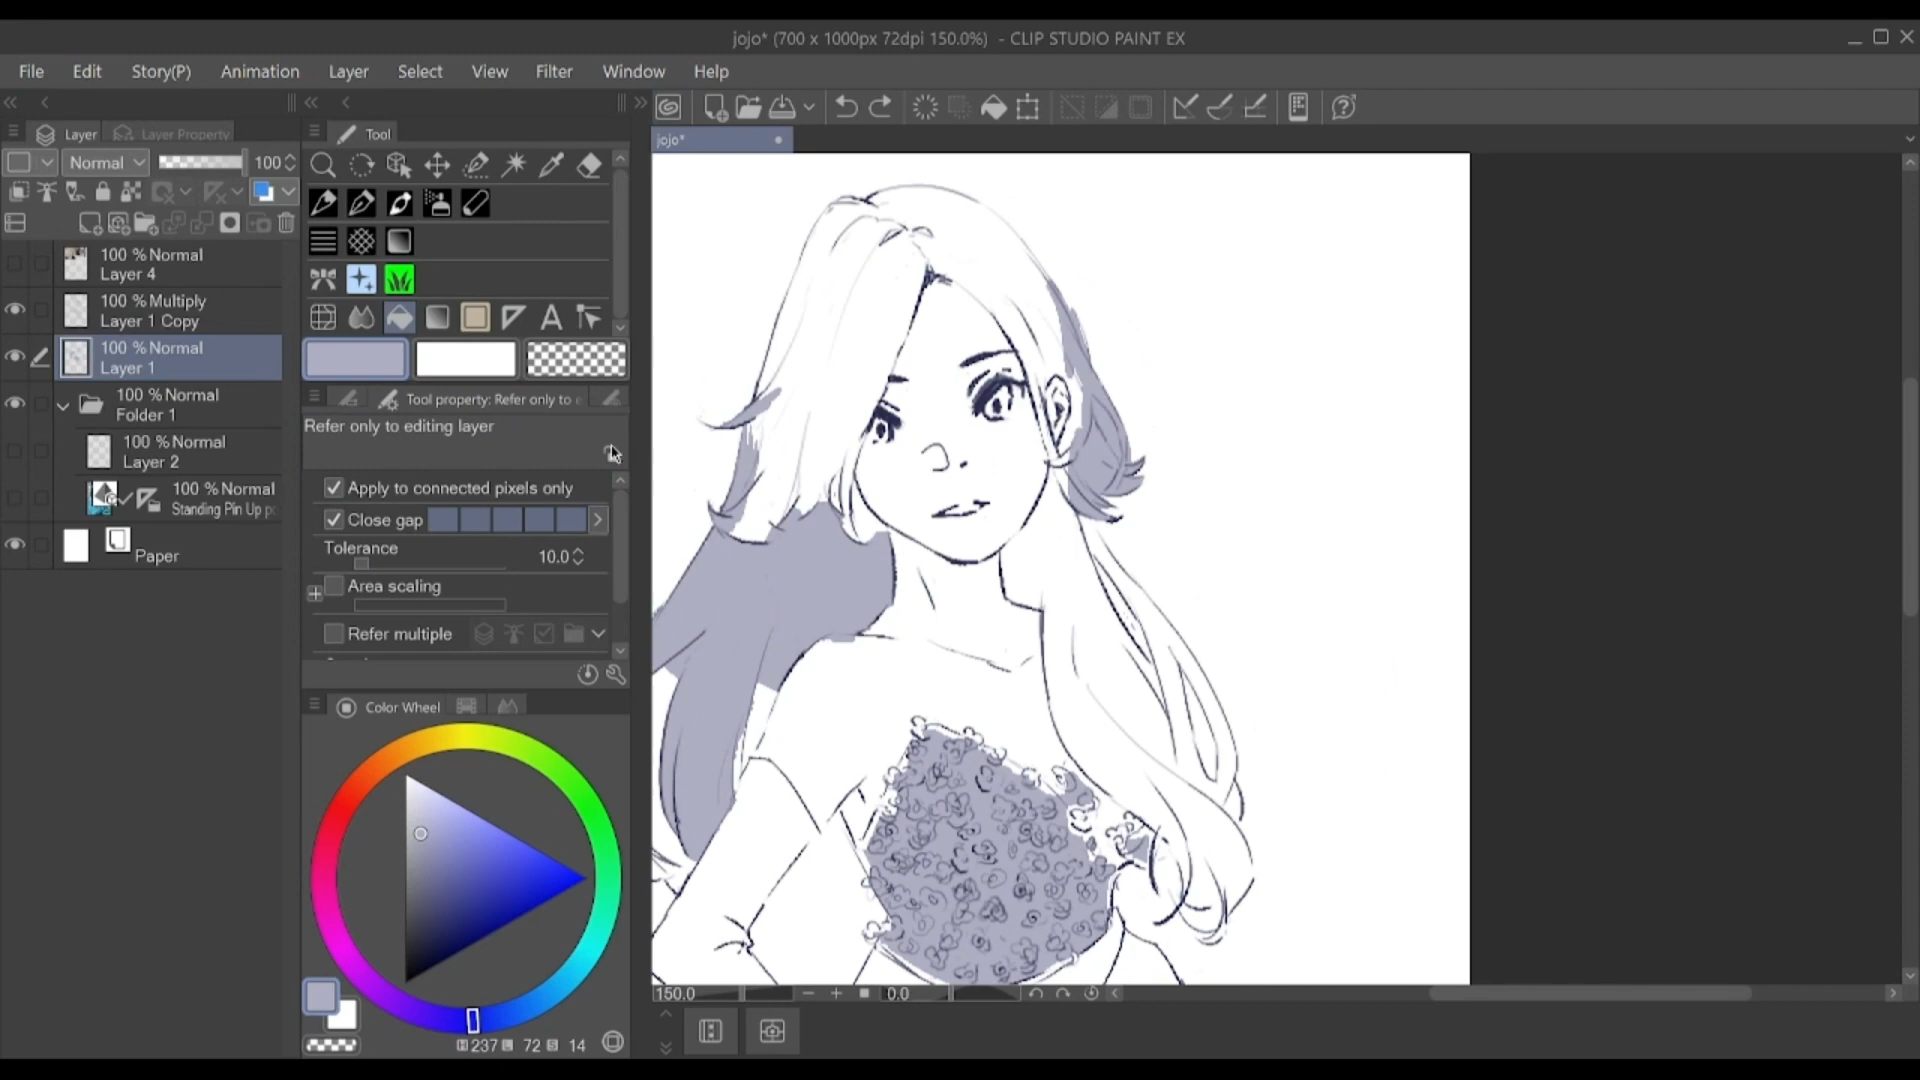 jojo* (700 x 1000px 72dpi 150.0%) - CLIP STUDIO PAINT EX
File Edit Story(P) Animation Layer Select View Filter Window Help
Layer Layer Property
Tool
jojo*
Normal 100
100 % Normal
Layer 4
100 % Multiply
Layer 1 Copy
100 % Normal
Layer 1
100 % Normal
Folder 1
100 % Normal
Layer 2
100 % Normal
Standing Pin Up po
Paper
A
Tool property: Refer only to e
Refer only to editing layer
Apply to connected pixels only
Close gap
Tolerance 10.0
Area scaling
Refer multiple
Color Wheel
H 237 L 72 S 14
150.0 0.0